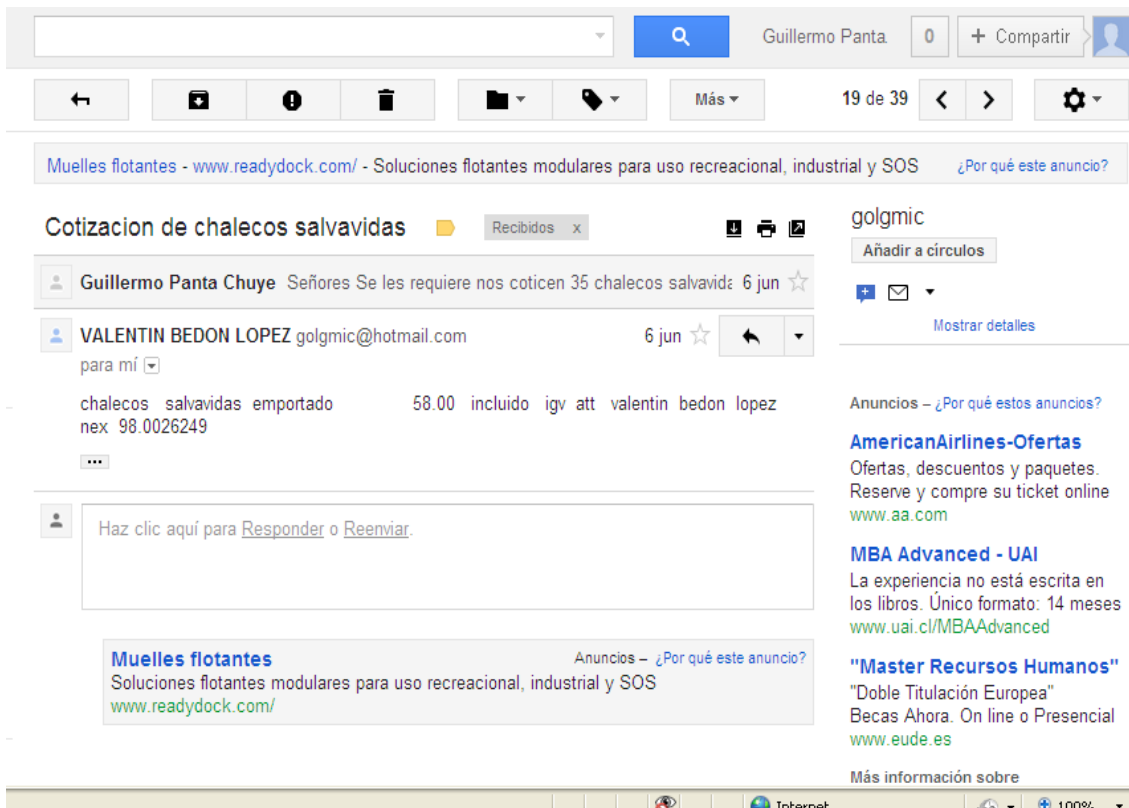 Guillermo Panta
0
+ Compartir
Más
19 de 39
Muelles flotantes - www.readydock.com/ - Soluciones flotantes modulares para uso recreacional, industrial y SOS
¿Por qué este anuncio?
Cotizacion de chalecos salvavidas
Recibidos x
Guillermo Panta Chuye Señores Se les requiere nos coticen 35 chalecos salvavida 6 jun
VALENTIN BEDON LOPEZ golgmic@hotmail.com 6 jun
para mí
chalecos salvavidas emportado 58.00 incluido igv att valentin bedon lopez
nex 98.0026249
...
Haz clic aquí para Responder o Reenviar.
Muelles flotantes
Anuncios – ¿Por qué este anuncio?
Soluciones flotantes modulares para uso recreacional, industrial y SOS
www.readydock.com/
golgmic
Añadir a círculos
Mostrar detalles
Anuncios – ¿Por qué estos anuncios?
AmericanAirlines-Ofertas
Ofertas, descuentos y paquetes.
Reserve y compre su ticket online
www.aa.com
MBA Advanced - UAI
La experiencia no está escrita en
los libros. Único formato: 14 meses
www.uai.cl/MBAAdvanced
"Master Recursos Humanos"
"Doble Titulación Europea"
Becas Ahora. On line o Presencial
www.eude.es
Más información sobre
Internet
100%